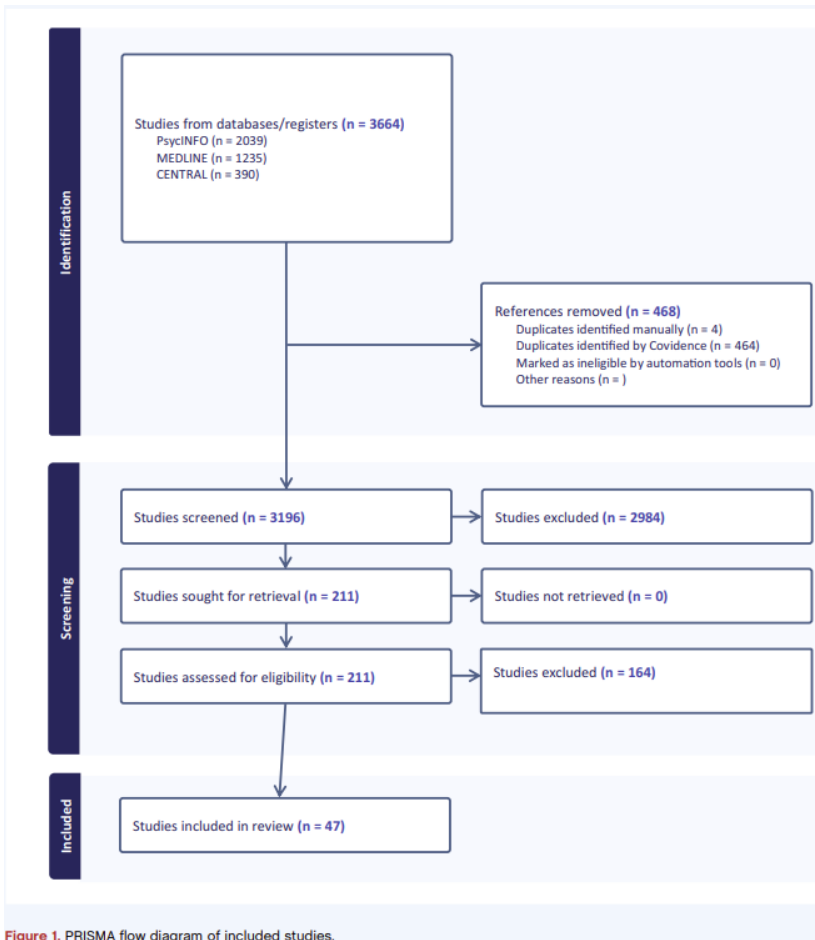 Identification
Studies from databases/registers (n = 3664)
PsycINFO (n = 2039)
MEDLINE (n = 1235)
CENTRAL (n = 390)
References removed (n = 468)
Duplicates identified manually (n = 4)
Duplicates identified by Covidence (n = 464)
Marked as ineligible by automation tools (n = 0)
Other reasons (n = )
Screening
Studies screened (n = 3196)
Studies excluded (n = 2984)
Studies sought for retrieval (n = 211)
Studies not retrieved (n = 0)
Studies assessed for eligibility (n = 211)
Studies excluded (n = 164)
Included
Studies included in review (n = 47)
Figure 1. PRISMA flow diagram of included studies.